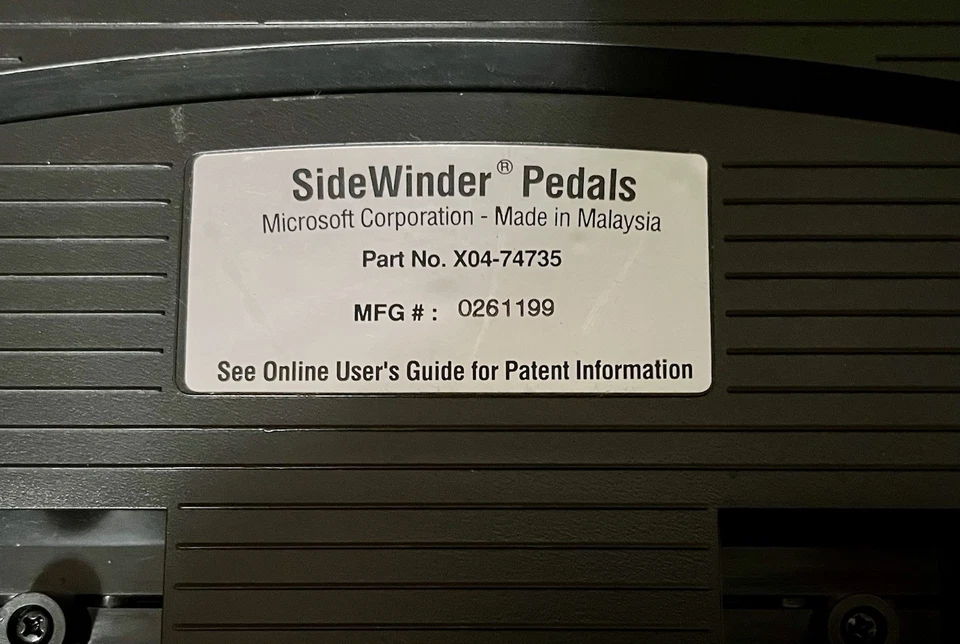 SideWinder® Pedals
Microsoft Corporation - Made in Malaysia
Part No. X04-74735
MFG # : 0261199
See Online User's Guide for Patent Information